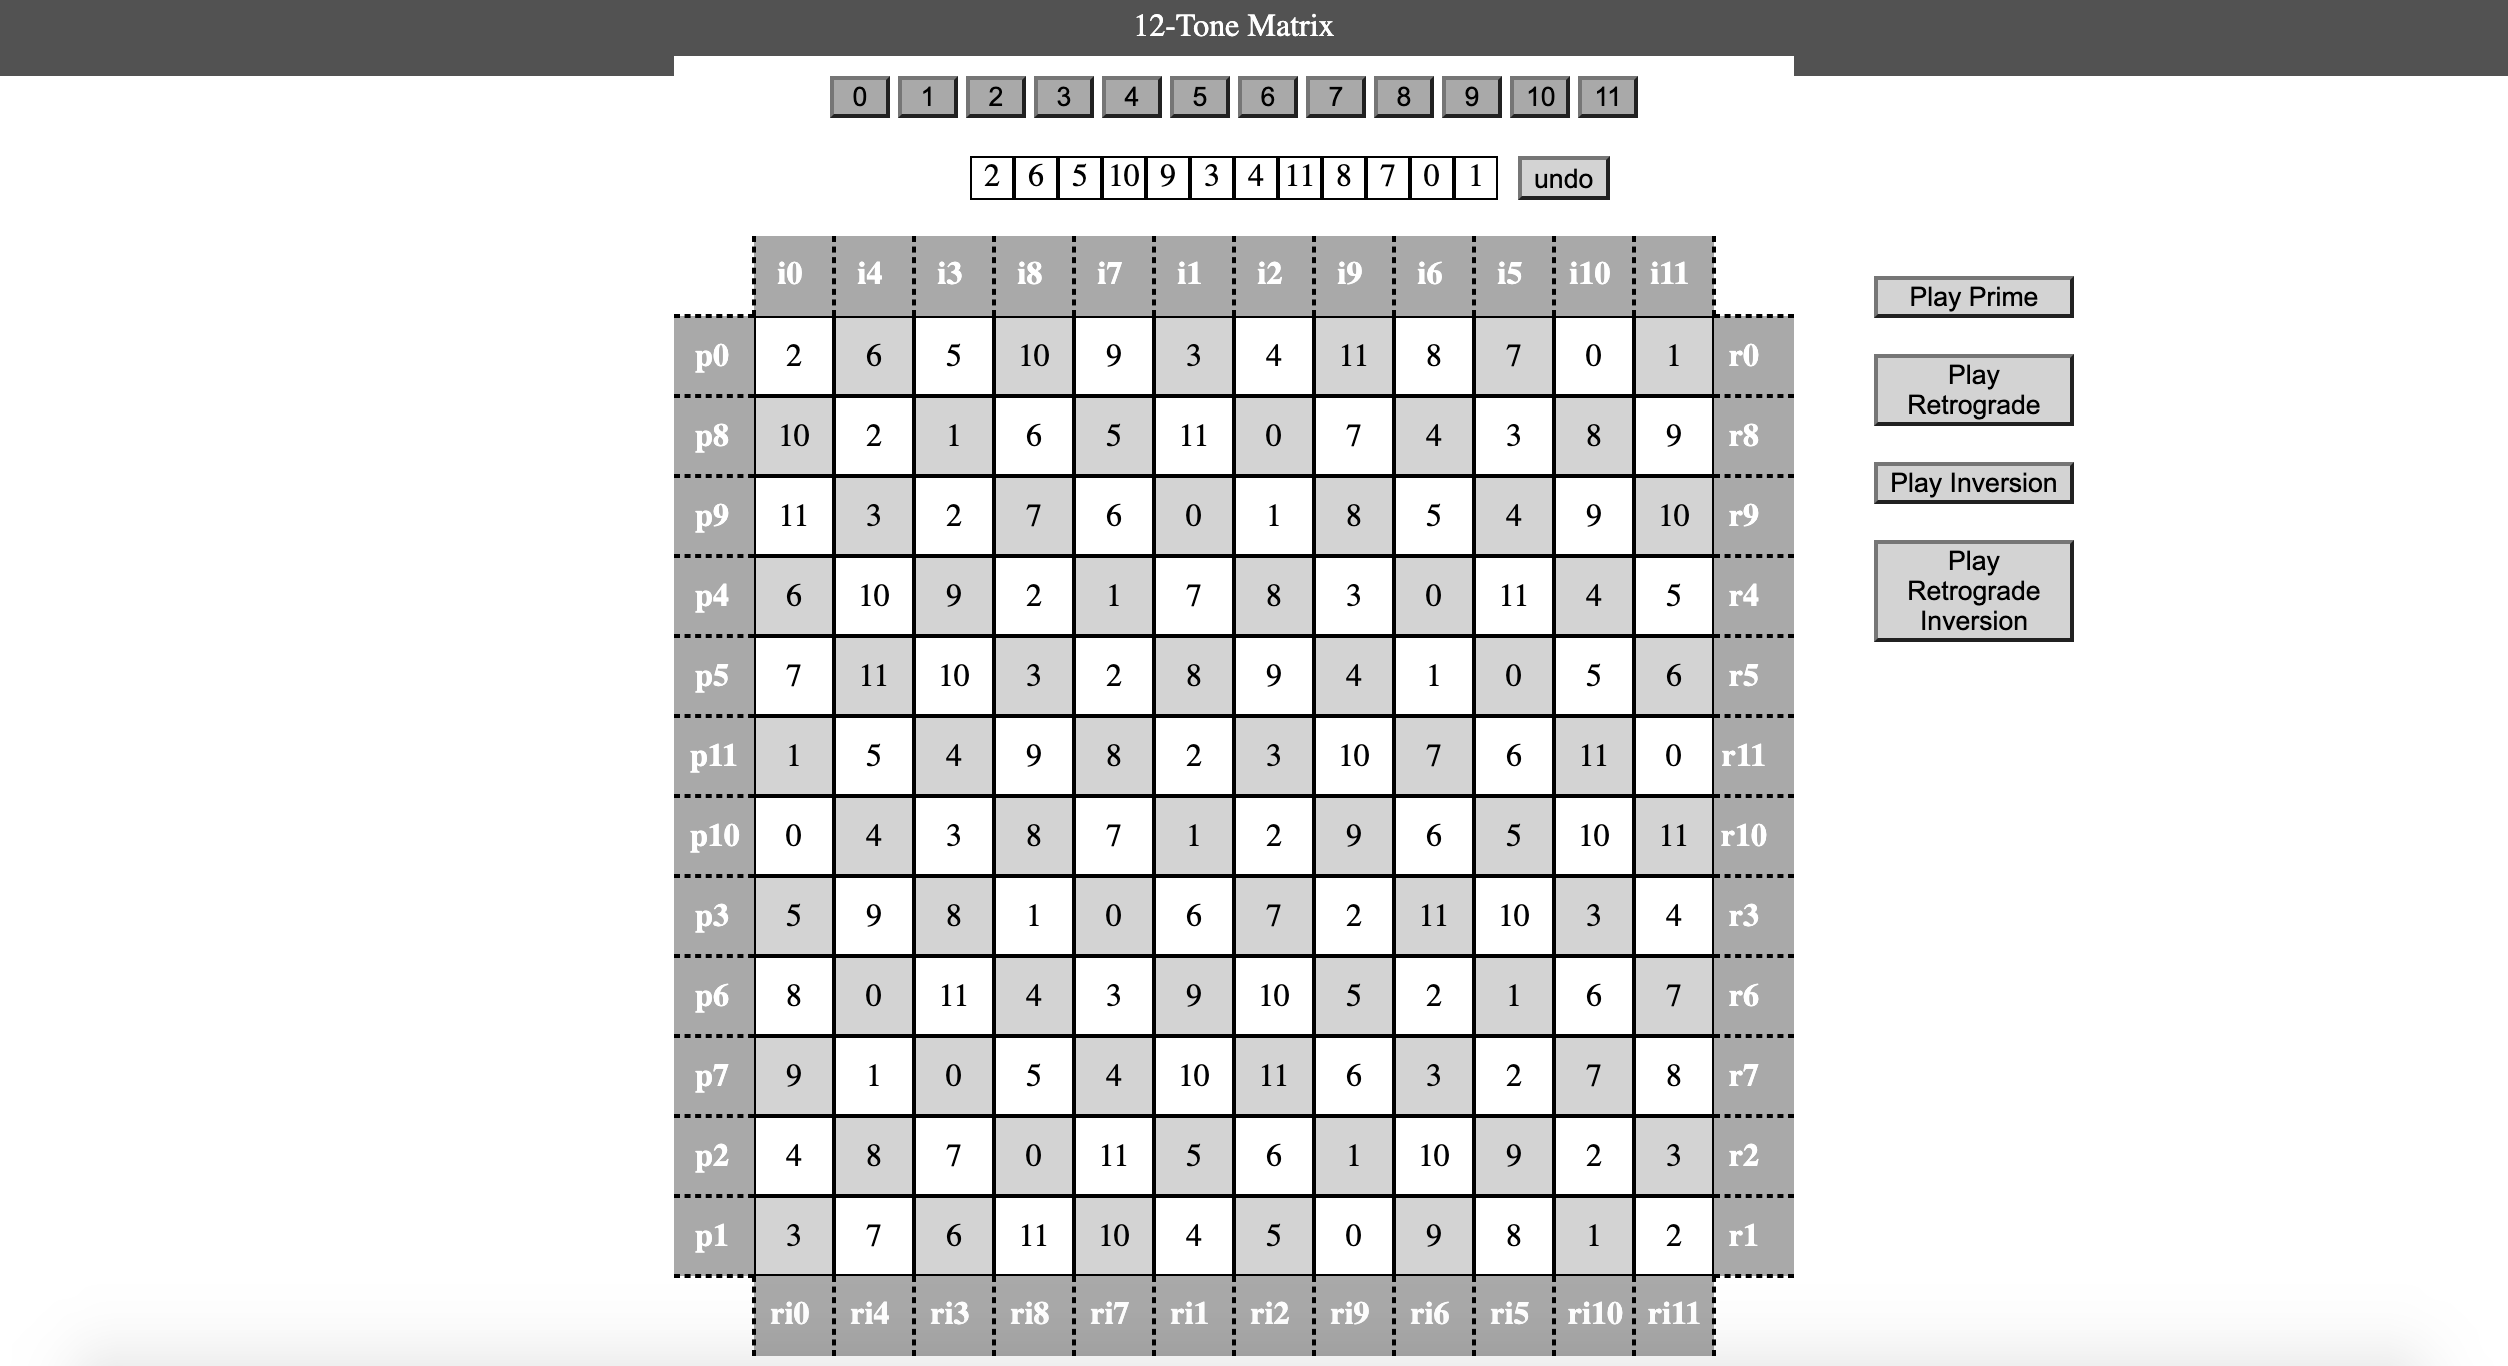 12-Tone Matrix
0 1 2 3 4 5 6 7 8 9 10 11
2 6 5 10 9 3 4 11 8 7 0 1 undo
i0 i4 i3 i8 i7 i1 i2 i9 i6 i5 i10 i11
p0 2 6 5 10 9 3 4 11 8 7 0 1 r0
p8 10 2 1 6 5 11 0 7 4 3 8 9 r8
p9 11 3 2 7 6 0 1 8 5 4 9 10 r9
p4 6 10 9 2 1 7 8 3 0 11 4 5 r4
p5 7 11 10 3 2 8 9 4 1 0 5 6 r5
p11 1 5 4 9 8 2 3 10 7 6 11 0 r11
p10 0 4 3 8 7 1 2 9 6 5 10 11 r10
p3 5 9 8 1 0 6 7 2 11 10 3 4 r3
p6 8 0 11 4 3 9 10 5 2 1 6 7 r6
p7 9 1 0 5 4 10 11 6 3 2 7 8 r7
p2 4 8 7 0 11 5 6 1 10 9 2 3 r2
p1 3 7 6 11 10 4 5 0 9 8 1 2 r1
ri0 ri4 ri3 ri8 ri7 ri1 ri2 ri9 ri6 ri5 ri10 ri11
Play Prime
Play
Retrograde
Play Inversion
Play
Retrograde
Inversion